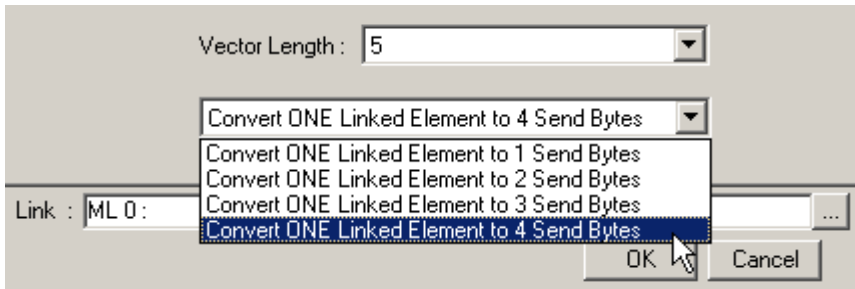 Vector Length : 5
Convert ONE Linked Element to 4 Send Bytes
Convert ONE Linked Element to 1 Send Bytes
Convert ONE Linked Element to 2 Send Bytes
Convert ONE Linked Element to 3 Send Bytes
Convert ONE Linked Element to 4 Send Bytes
Link : ML 0 : ...
OK Cancel